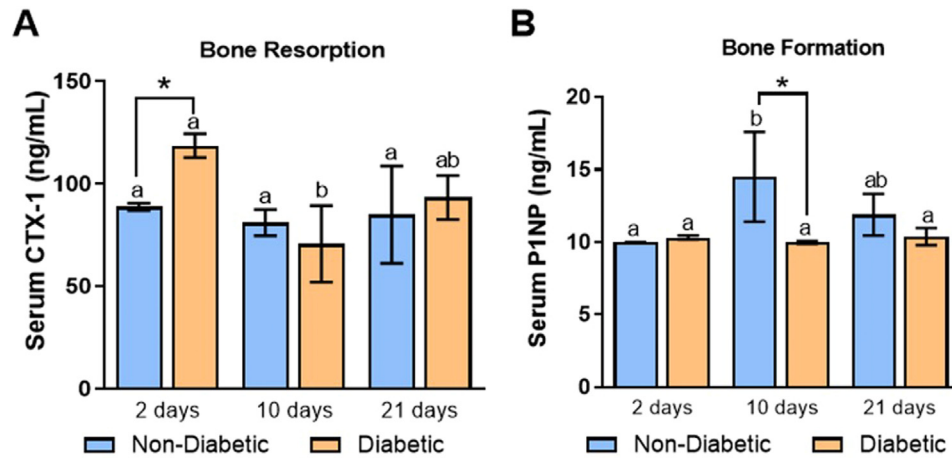 A
Bone Resorption
Serum CTX-1 (ng/mL)
150
100
50
0
*
a
a
a
b
a
ab
2 days
10 days
21 days
Non-Diabetic
Diabetic
B
Bone Formation
Serum P1NP (ng/mL)
20
15
10
5
0
*
a
a
b
a
ab
a
2 days
10 days
21 days
Non-Diabetic
Diabetic